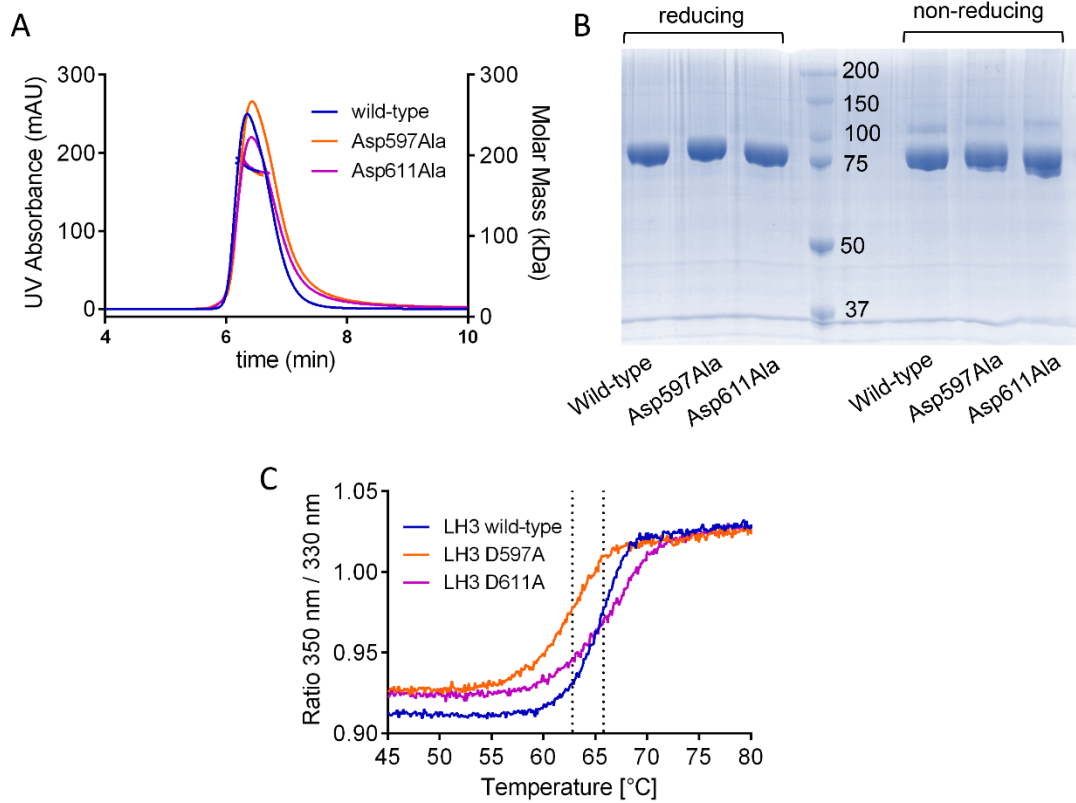 A
UV Absorbance (mAU)
300
200
100
0
4
6
8
10
time (min)
wild-type
Asp597Ala
Asp611Ala
300
200
100
0
Molar Mass (kDa)
B
reducing
non-reducing
200
150
100
75
50
37
Wild-type
Asp597Ala
Asp611Ala
Wild-type
Asp597Ala
Asp611Ala
C
Ratio 350 nm / 330 nm
1.05
1.00
0.95
0.90
LH3 wild-type
LH3 D597A
LH3 D611A
45
50
55
60
65
70
75
80
Temperature [°C]